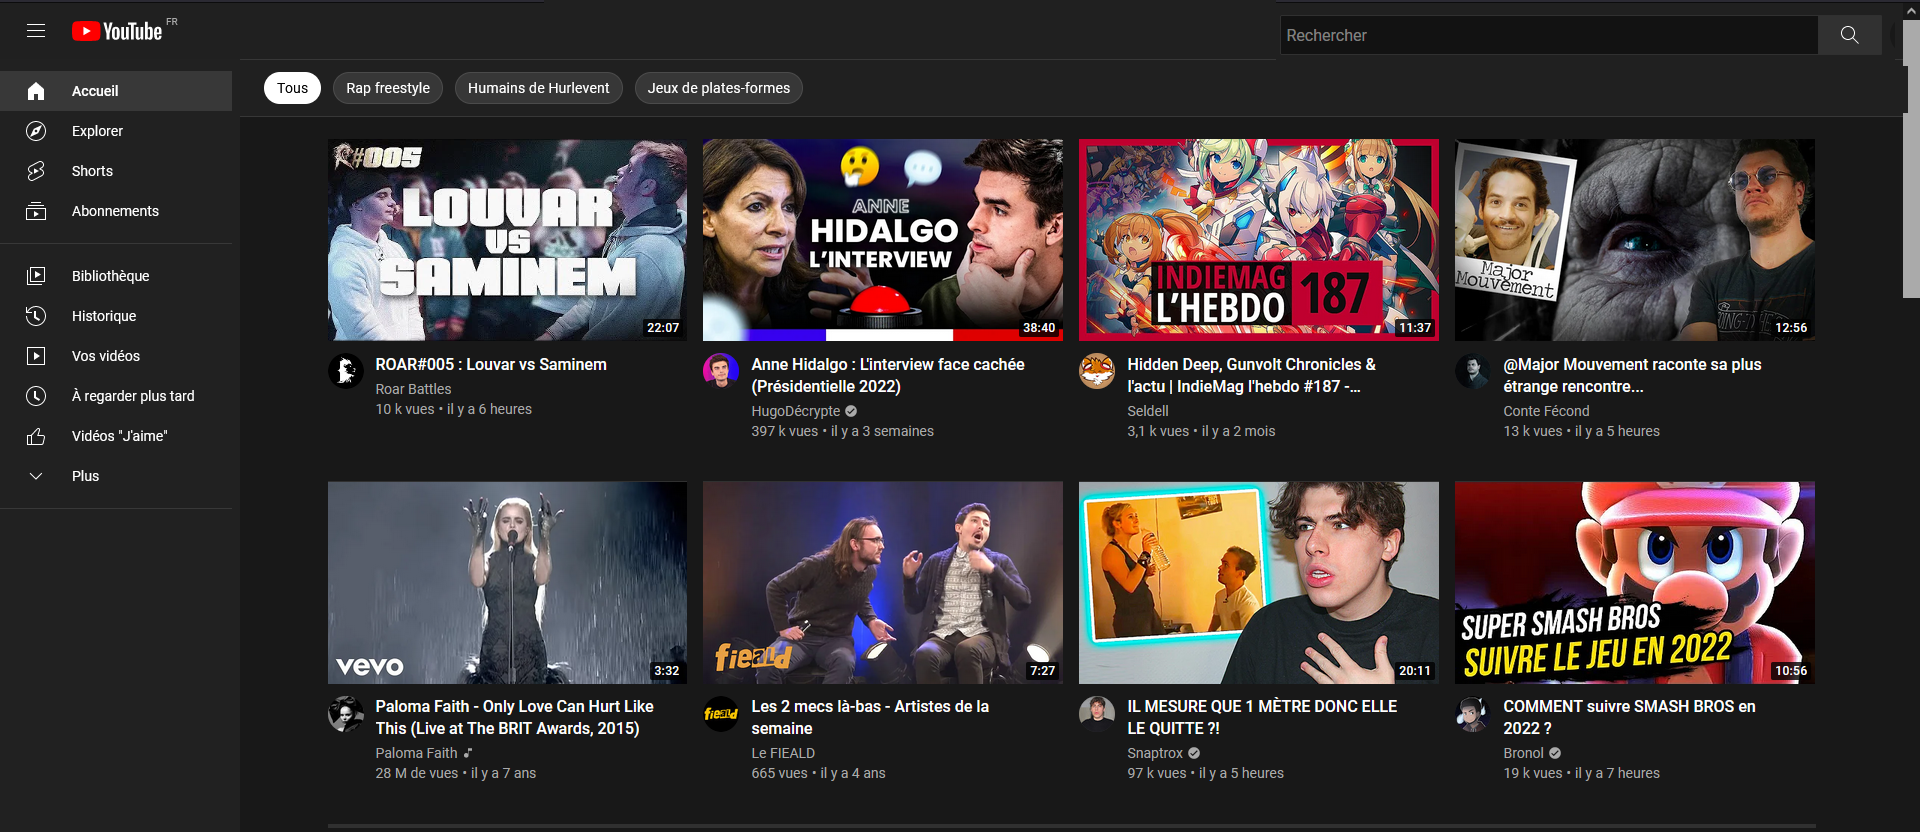 YouTube FR
Rechercher
Accueil
Explorer
Shorts
Abonnements
Bibliothèque
Historique
Vos vidéos
À regarder plus tard
Vidéos "J'aime"
Plus
Tous
Rap freestyle
Humains de Hurlevent
Jeux de plates-formes
#005
LOUVAR
VS
SAMINEM
22:07
ROAR#005 : Louvar vs Saminem
Roar Battles
10 k vues • il y a 6 heures
ANNE
HIDALGO
L'INTERVIEW
38:40
Anne Hidalgo : L'interview face cachée
(Présidentielle 2022)
HugoDécrypte
397 k vues • il y a 3 semaines
INDIEMAG
L'HEBDO
187
11:37
Hidden Deep, Gunvolt Chronicles &
l'actu | IndieMag l'hebdo #187 -...
Seldell
3,1 k vues • il y a 2 mois
Major
Mouvement
12:56
@Major Mouvement raconte sa plus
étrange rencontre...
Conte Fécond
13 k vues • il y a 5 heures
vevo
3:32
Paloma Faith - Only Love Can Hurt Like
This (Live at The BRIT Awards, 2015)
Paloma Faith
28 M de vues • il y a 7 ans
fieald
7:27
fieald
Les 2 mecs là-bas - Artistes de la
semaine
Le FIEALD
665 vues • il y a 4 ans
20:11
IL MESURE QUE 1 MÈTRE DONC ELLE
LE QUITTE ?!
Snaptrox
97 k vues • il y a 5 heures
SUPER SMASH BROS
SUIVRE LE JEU EN 2022
10:56
COMMENT suivre SMASH BROS en
2022 ?
Bronol
19 k vues • il y a 7 heures